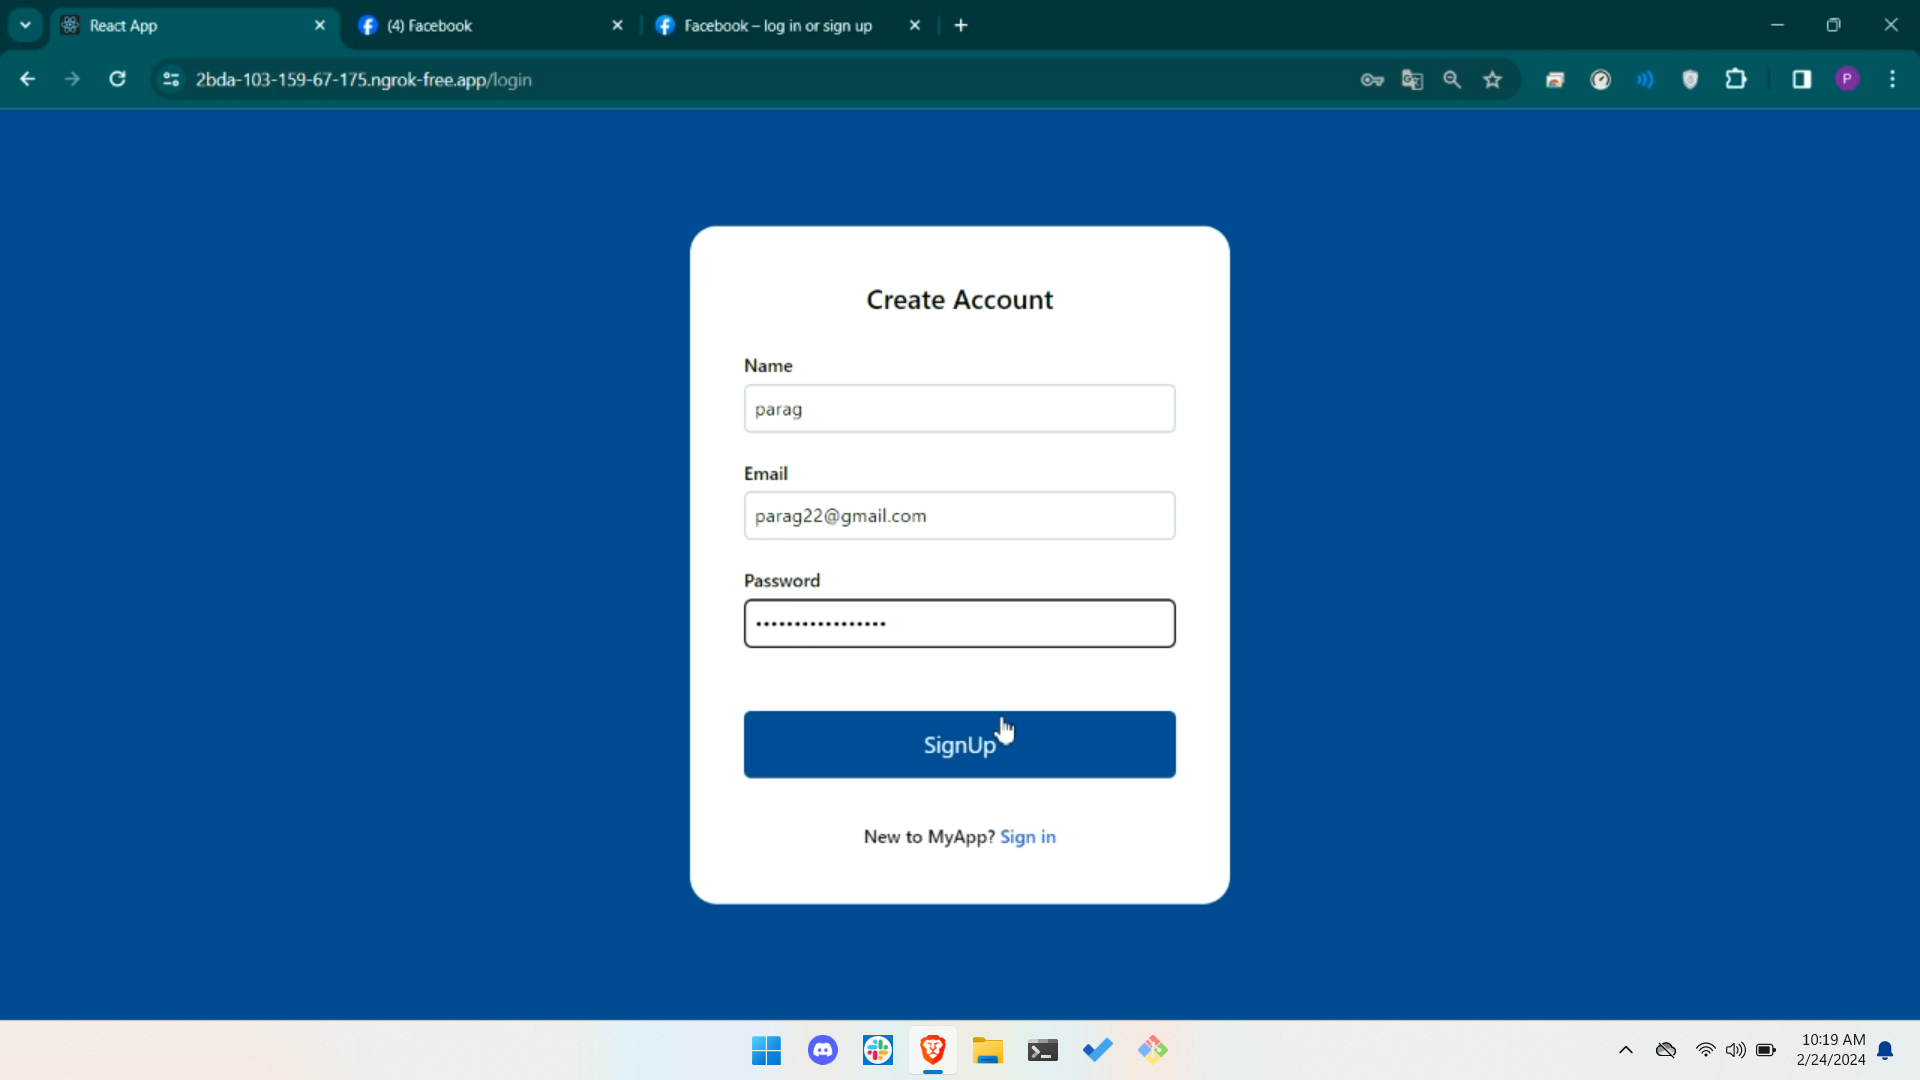 React App
(4) Facebook
Facebook – log in or sign up
2bda-103-159-67-175.ngrok-free.app/login
P
Create Account
Name
parag
Email
parag22@gmail.com
Password
•••••••••••••••••
SignUp
New to MyApp? Sign in
10:19 AM
2/24/2024